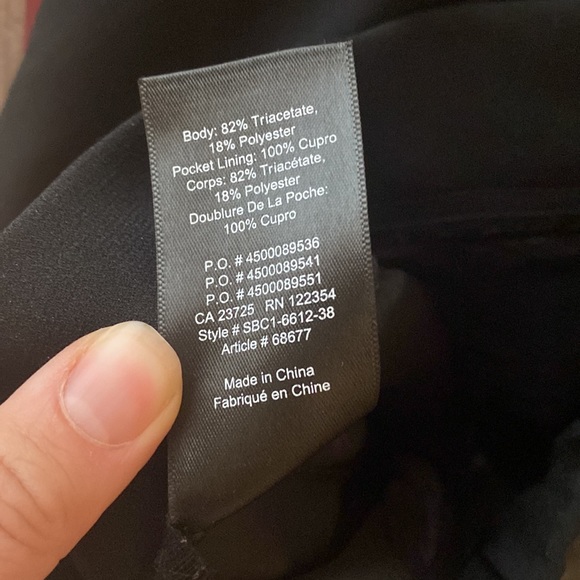 Body: 82% Triacetate,
18% Polyester
Pocket Lining: 100% Cupro
Corps: 82% Triacétate,
18% Polyester
Doublure De La Poche:
100% Cupro
P.O. # 4500089536
P.O. # 4500089541
P.O. # 4500089551
CA 23725 RN 122354
Style # SBC1-6612-38
Article # 68677
Made in China
Fabriqué en Chine